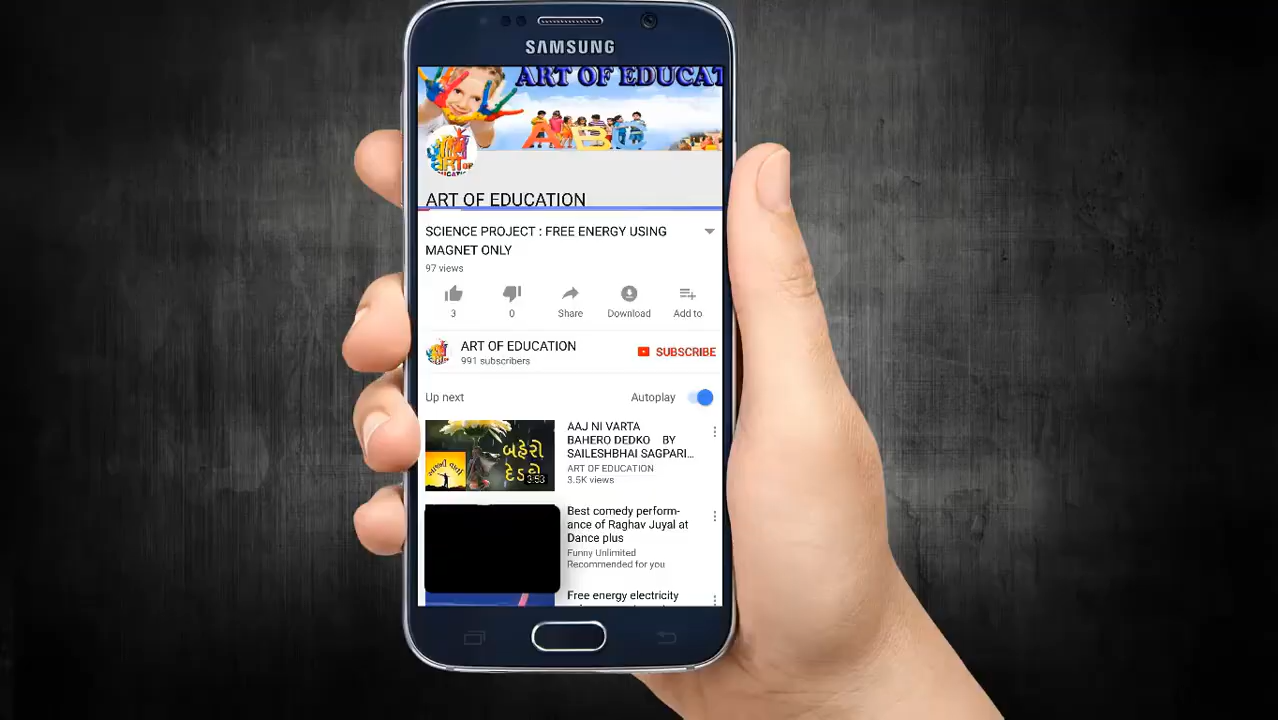 SAMSUNG
ART OF EDUCAT
ABC
ART OF EDUCATION
SCIENCE PROJECT : FREE ENERGY USING
MAGNET ONLY
97 views
3
0
Share
Download
Add to
ART OF EDUCATION
991 subscribers
SUBSCRIBE
Up next
Autoplay
બહેરો
દેડકો
3:53
AAJ NI VARTA
BAHERO DEDKO BY
SAILESHBHAI SAGPARI...
ART OF EDUCATION
3.5K views
Best comedy perform-
ance of Raghav Juyal at
Dance plus
Funny Unlimited
Recommended for you
Free energy electricity